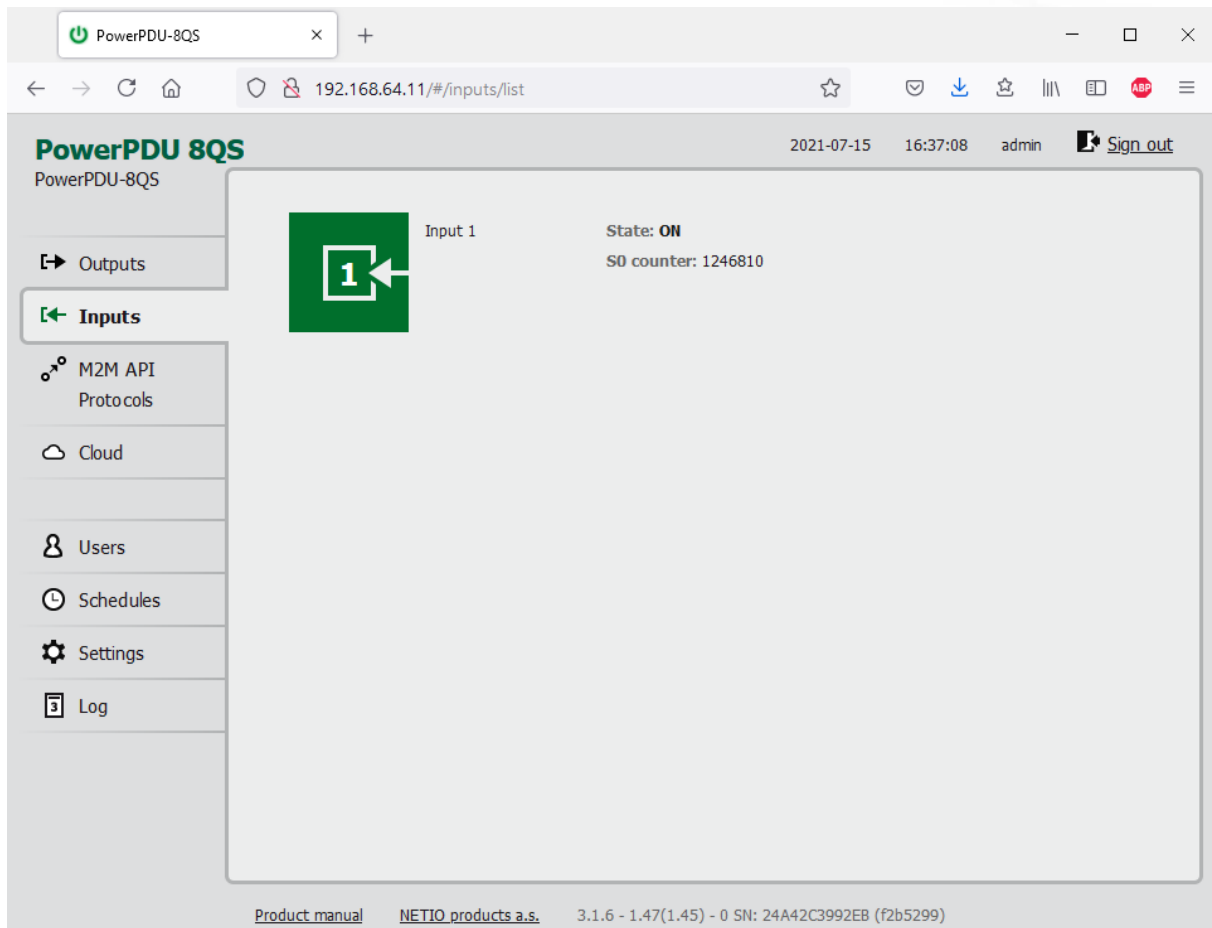 PowerPDU-8QS
192.168.64.11/#/inputs/list
ABP
PowerPDU 8QS
2021-07-15 16:37:08 admin Sign out
PowerPDU-8QS
Outputs
Inputs
M2M API
Protocols
Cloud
Users
Schedules
Settings
3 Log
1
Input 1
State: ON
S0 counter: 1246810
Product manual NETIO products a.s. 3.1.6 - 1.47(1.45) - 0 SN: 24A42C3992EB (f2b5299)